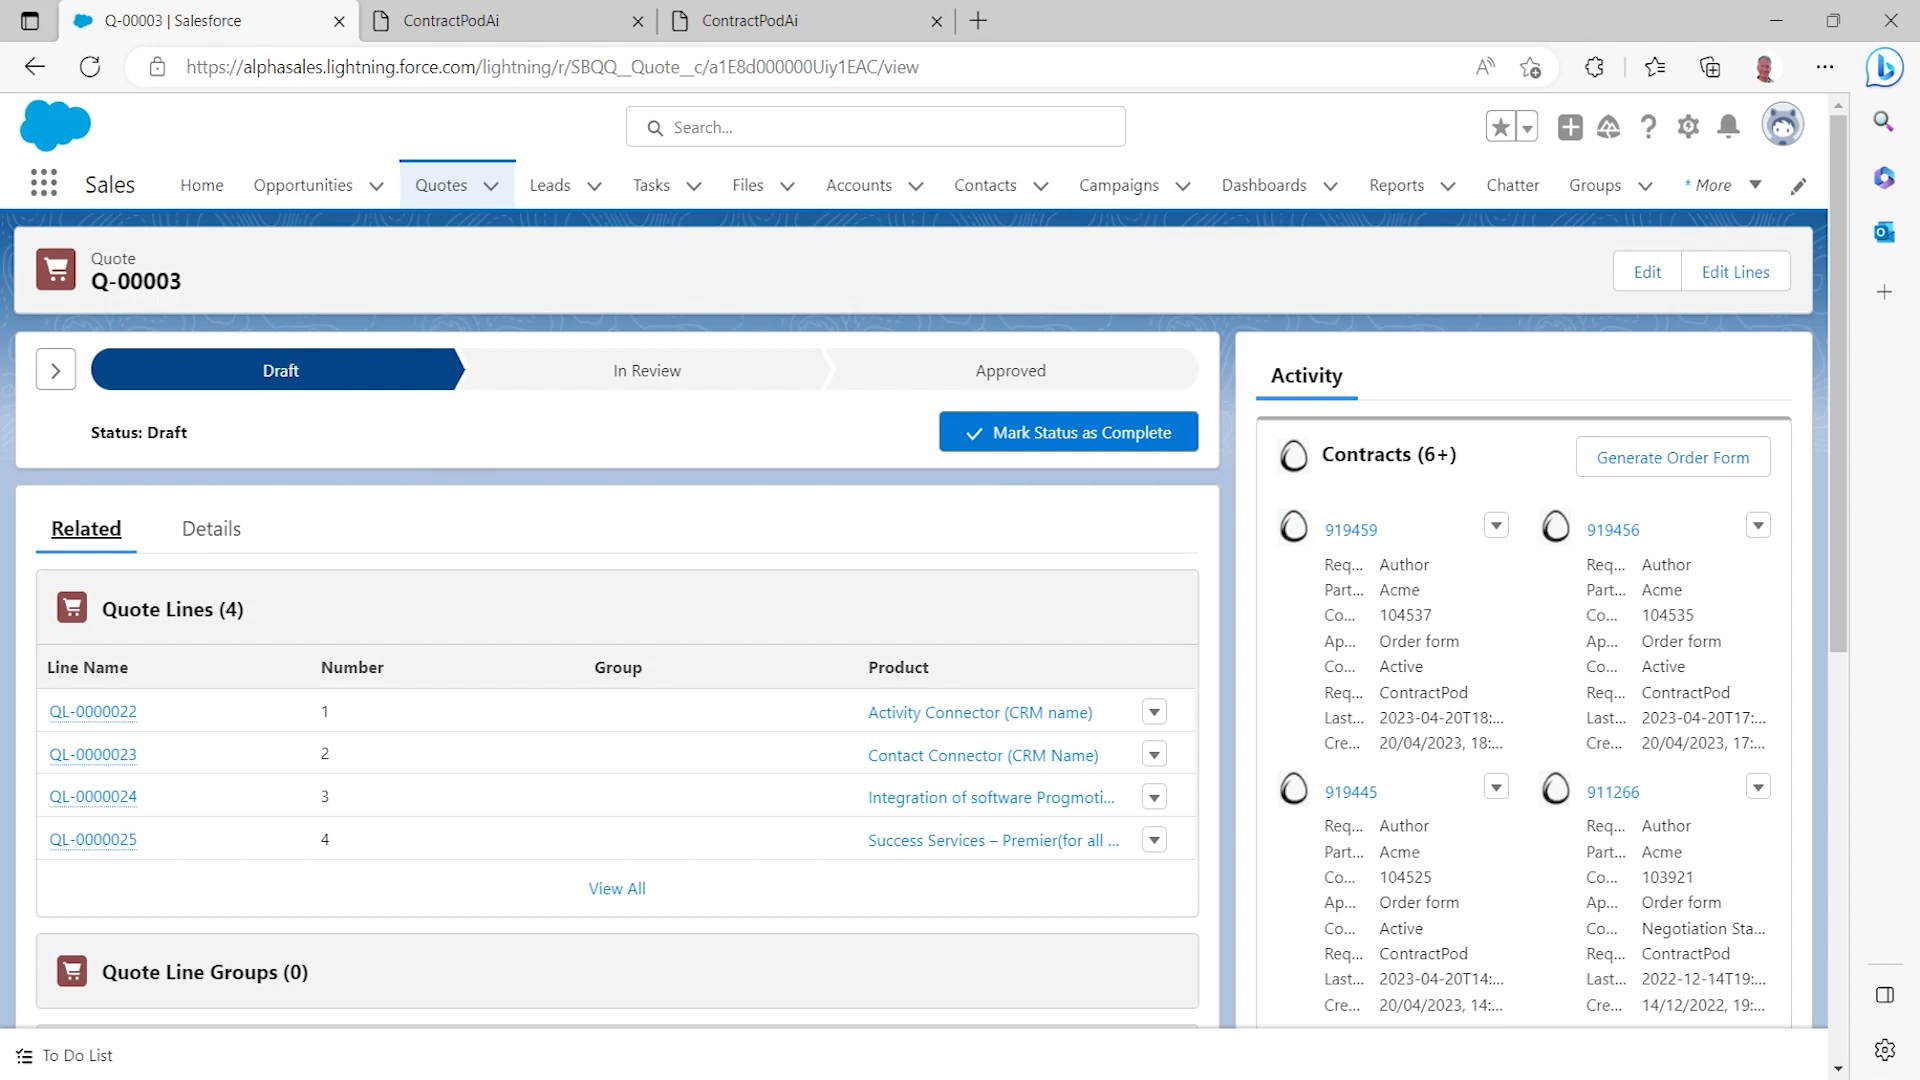 Q-00003 | Salesforce
ContractPodAi
ContractPodAi
https://alphasales.lightning.force.com/lightning/r/SBQQ__Quote__c/a1E8d000000Uiy1EAC/view
Search...
Sales
Home
Opportunities
Quotes
Leads
Tasks
Files
Accounts
Contacts
Campaigns
Dashboards
Reports
Chatter
Groups
* More
Quote
Q-00003
Edit
Edit Lines
Draft
In Review
Approved
Status: Draft
Mark Status as Complete
Related
Details
Quote Lines (4)
Line Name Number Group Product
QL-0000022 1 Activity Connector (CRM name)
QL-0000023 2 Contact Connector (CRM Name)
QL-0000024 3 Integration of software Progmoti...
QL-0000025 4 Success Services – Premier(for all ...
View All
Quote Line Groups (0)
Activity
Contracts (6+)
Generate Order Form
919459
Req... Author
Part... Acme
Co... 104537
Ap... Order form
Co... Active
Req... ContractPod
Last... 2023-04-20T18:...
Cre... 20/04/2023, 18:...
919456
Req... Author
Part... Acme
Co... 104535
Ap... Order form
Co... Active
Req... ContractPod
Last... 2023-04-20T17:...
Cre... 20/04/2023, 17:...
919445
Req... Author
Part... Acme
Co... 104525
Ap... Order form
Co... Active
Req... ContractPod
Last... 2023-04-20T14:...
Cre... 20/04/2023, 14:...
911266
Req... Author
Part... Acme
Co... 103921
Ap... Order form
Co... Negotiation Sta...
Req... ContractPod
Last... 2022-12-14T19:...
Cre... 14/12/2022, 19:...
To Do List